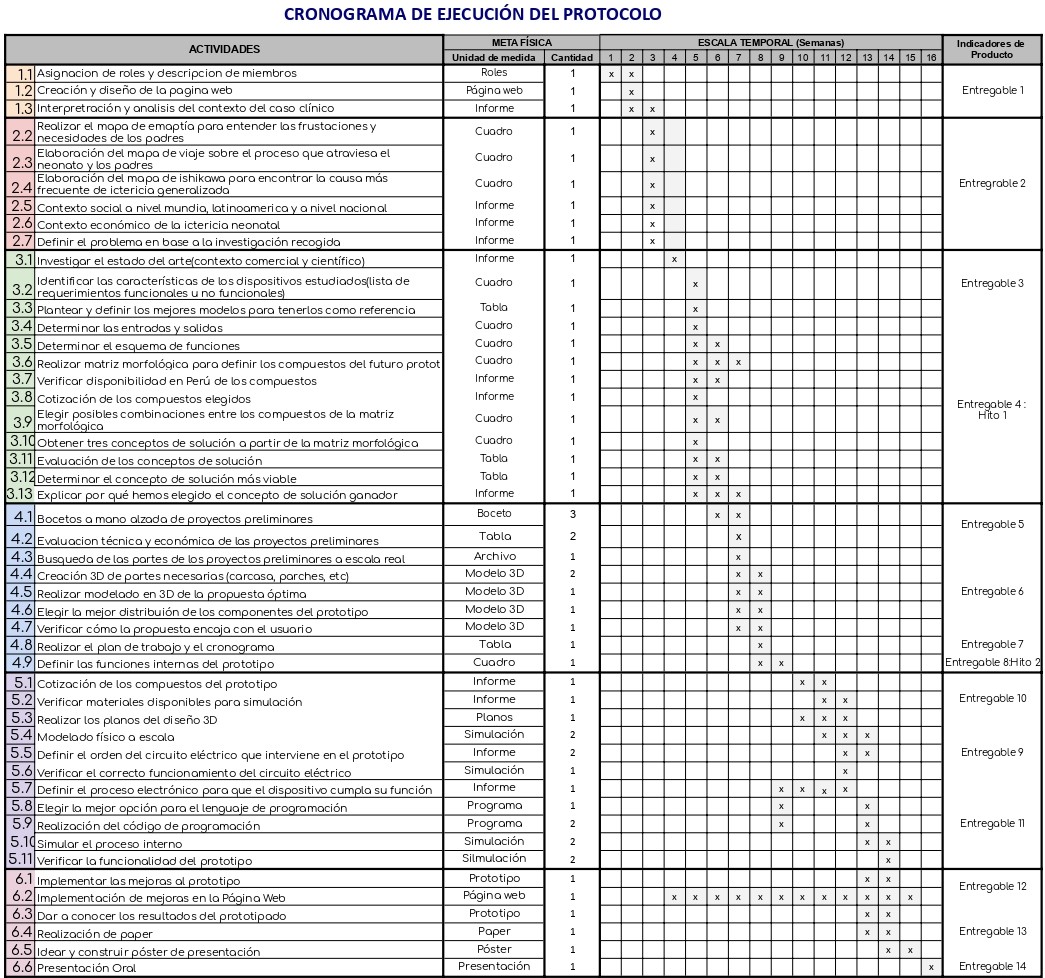 CRONOGRAMA DE EJECUCIÓN DEL PROTOCOLO
ACTIVIDADES META FÍSICA ESCALA TEMPORAL (Semanas) Indicadores de Producto
Unidad de medida Cantidad 1 2 3 4 5 6 7 8 9 10 11 12 13 14 15 16
1.1 Asignacion de roles y descripcion de miembros Roles 1 x x
1.2 Creación y diseño de la pagina web Página web 1 x Entregable 1
1.3 Interpretración y analisis del contexto del caso clínico Informe 1 x x
2.2 Realizar el mapa de emaptía para entender las frustaciones y
necesidades de los padres Cuadro 1 x
2.3 Elaboración del mapa de viaje sobre el proceso que atraviesa el
neonato y los padres Cuadro 1 x
2.4 Elaboración del mapa de ishikawa para encontrar la causa más
frecuente de ictericia generalizada Cuadro 1 x Entregrable 2
2.5 Contexto social a nivel mundia, latinoamerica y a nivel nacional Informe 1 x
2.6 Contexto económico de la ictericia neonatal Informe 1 x
2.7 Definir el problema en base a la investigación recogida Informe 1 x
3.1 Investigar el estado del arte(contexto comercial y científico) Informe 1 x
3.2 Identificar las características de los dispositivos estudiados(lista de
requerimientos funcionales u no funcionales) Cuadro 1 x Entregable 3
3.3 Plantear y definir los mejores modelos para tenerlos como referencia Tabla 1 x
3.4 Determinar las entradas y salidas Cuadro 1 x
3.5 Determinar el esquema de funciones Cuadro 1 x x
3.6 Realizar matriz morfológica para definir los compuestos del futuro protot Cuadro 1 x x x
3.7 Verificar disponibilidad en Perú de los compuestos Informe 1 x x
3.8 Cotización de los compuestos elegidos Informe 1 x
3.9 Elegir posibles combinaciones entre los compuestos de la matriz
morfológica Cuadro 1 x x Entregable 4 :
Hito 1
3.10 Obtener tres conceptos de solución a partir de la matriz morfológica Cuadro 1 x
3.11 Evaluación de los conceptos de solución Tabla 1 x x
3.12 Determinar el concepto de solución más viable Tabla 1 x x
3.13 Explicar por qué hemos elegido el concepto de solución ganador Informe 1 x x x
4.1 Bocetos a mano alzada de proyectos preliminares Boceto 3 x x Entregable 5
4.2 Evaluacion técnica y económica de las proyectos preliminares Tabla 2 x
4.3 Busqueda de las partes de los proyectos preliminares a escala real Archivo 1 x
4.4 Creación 3D de partes necesarias (carcasa, parches, etc) Modelo 3D 2 x x
4.5 Realizar modelado en 3D de la propuesta óptima Modelo 3D 1 x x Entregable 6
4.6 Elegir la mejor distribuión de los componentes del prototipo Modelo 3D 1 x x
4.7 Verificar cómo la propuesta encaja con el usuario Modelo 3D 1 x x
4.8 Realizar el plan de trabajo y el cronograma Tabla 1 x Entregable 7
4.9 Definir las funciones internas del prototipo Cuadro 1 x x Entregable 8:Hito 2
5.1 Cotización de los compuestos del prototipo Informe 1 x x
5.2 Verificar materiales disponibles para simulación Informe 1 x x Entregable 10
5.3 Realizar los planos del diseño 3D Planos 1 x x x
5.4 Modelado físico a escala Simulación 2 x x x
5.5 Definir el orden del circuito eléctrico que interviene en el prototipo Informe 2 x x Entregable 9
5.6 Verificar el correcto funcionamiento del circuito eléctrico Simulación 1 x
5.7 Definir el proceso electrónico para que el dispositivo cumpla su función Informe 1 x x x x
5.8 Elegir la mejor opción para el lenguaje de programación Programa 1 x x
5.9 Realización del código de programación Programa 2 x x Entregable 11
5.10 Simular el proceso interno Simulación 2 x x
5.11 Verificar la funcionalidad del prototipo Silmulación 2 x
6.1 Implementar las mejoras al prototipo Prototipo 1 x x Entregable 12
6.2 Implementación de mejoras en la Página Web Página web 1 x x x x x x x x x x x x
6.3 Dar a conocer los resultados del prototipado Prototipo 1 x x
6.4 Realización de paper Paper 1 x x Entregable 13
6.5 Idear y construir póster de presentación Póster 1 x x
6.6 Presentación Oral Presentación 1 x Entregable 14